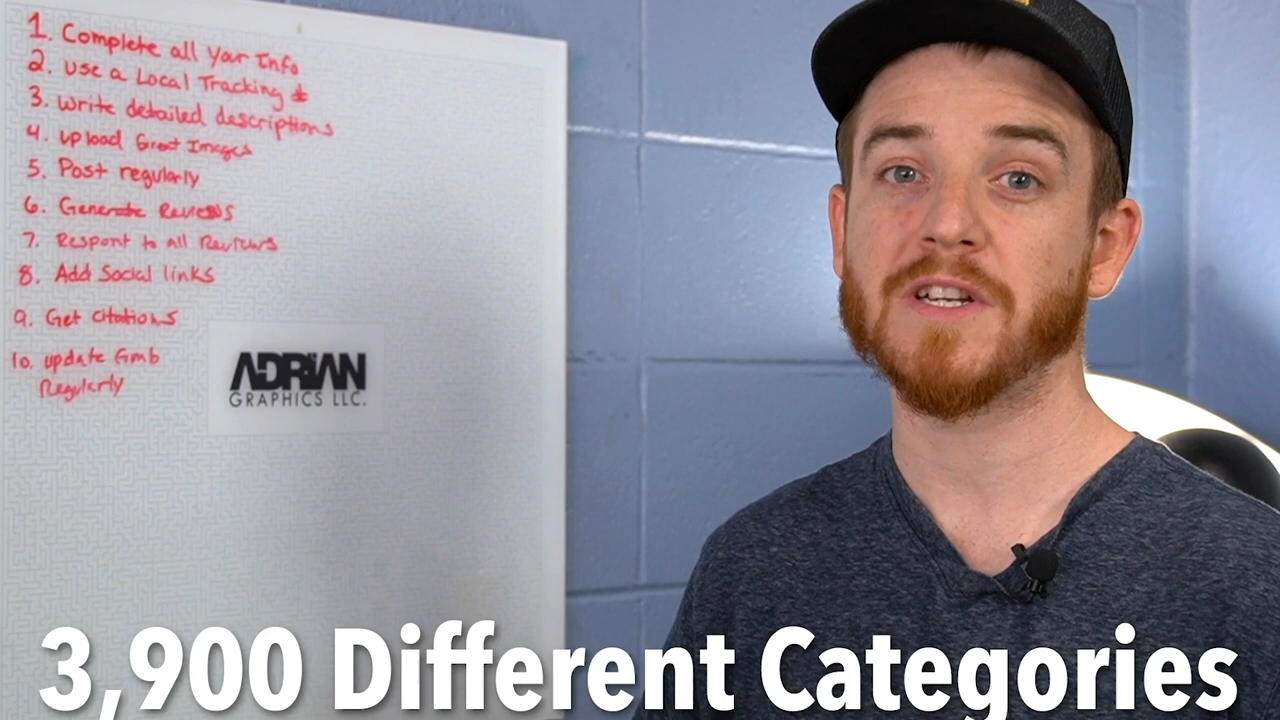 1. Complete all Your Info
2. use a Local Tracking #
3. write detailed descriptions
4. upload Great Images
5. Post regularly
6. Generate Reviews
7. Respont to all Reviews
8. Add Social links
9. Get citations
10. update Gmb
Regularly
ADRIAN
GRAPHICS LLC.
3,900 Different Categories